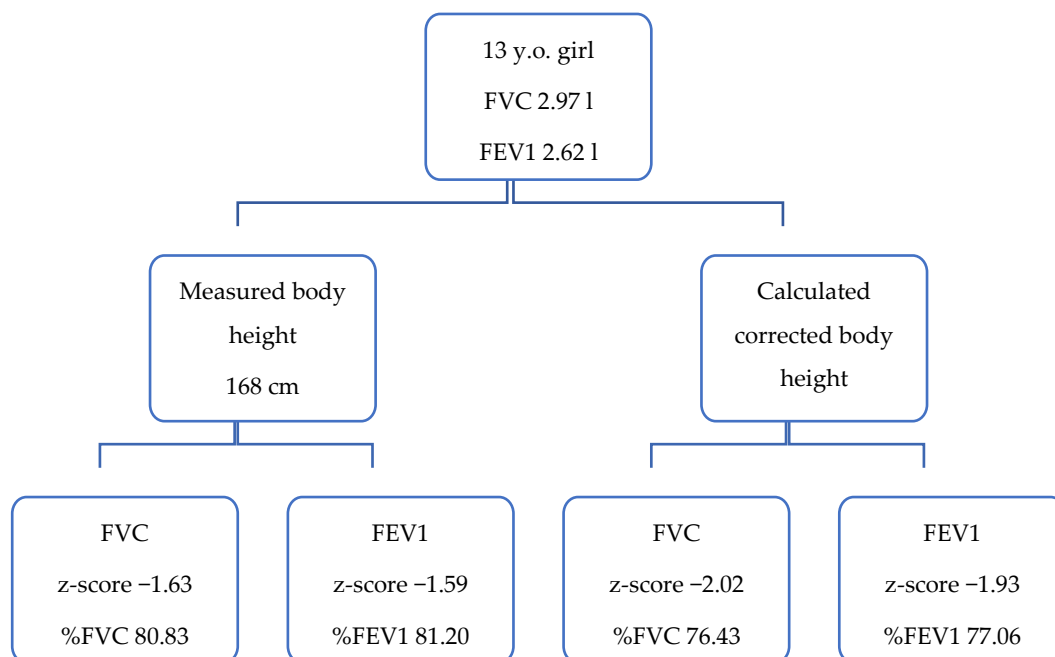 13 y.o. girl
FVC 2.97 l
FEV1 2.62 l
Measured body
height
168 cm
Calculated
corrected body
height
FVC
z-score −1.63
%FVC 80.83
FEV1
z-score −1.59
%FEV1 81.20
FVC
z-score −2.02
%FVC 76.43
FEV1
z-score −1.93
%FEV1 77.06